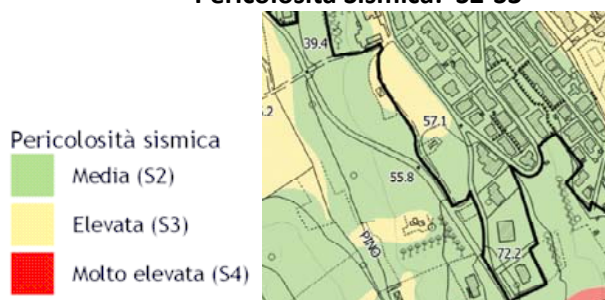 Pericolosità sismica: S2-S3
Pericolosità sismica
Media (S2)
Elevata (S3)
Molto elevata (S4)
39.4
57.1
55.8
PINO
72.2